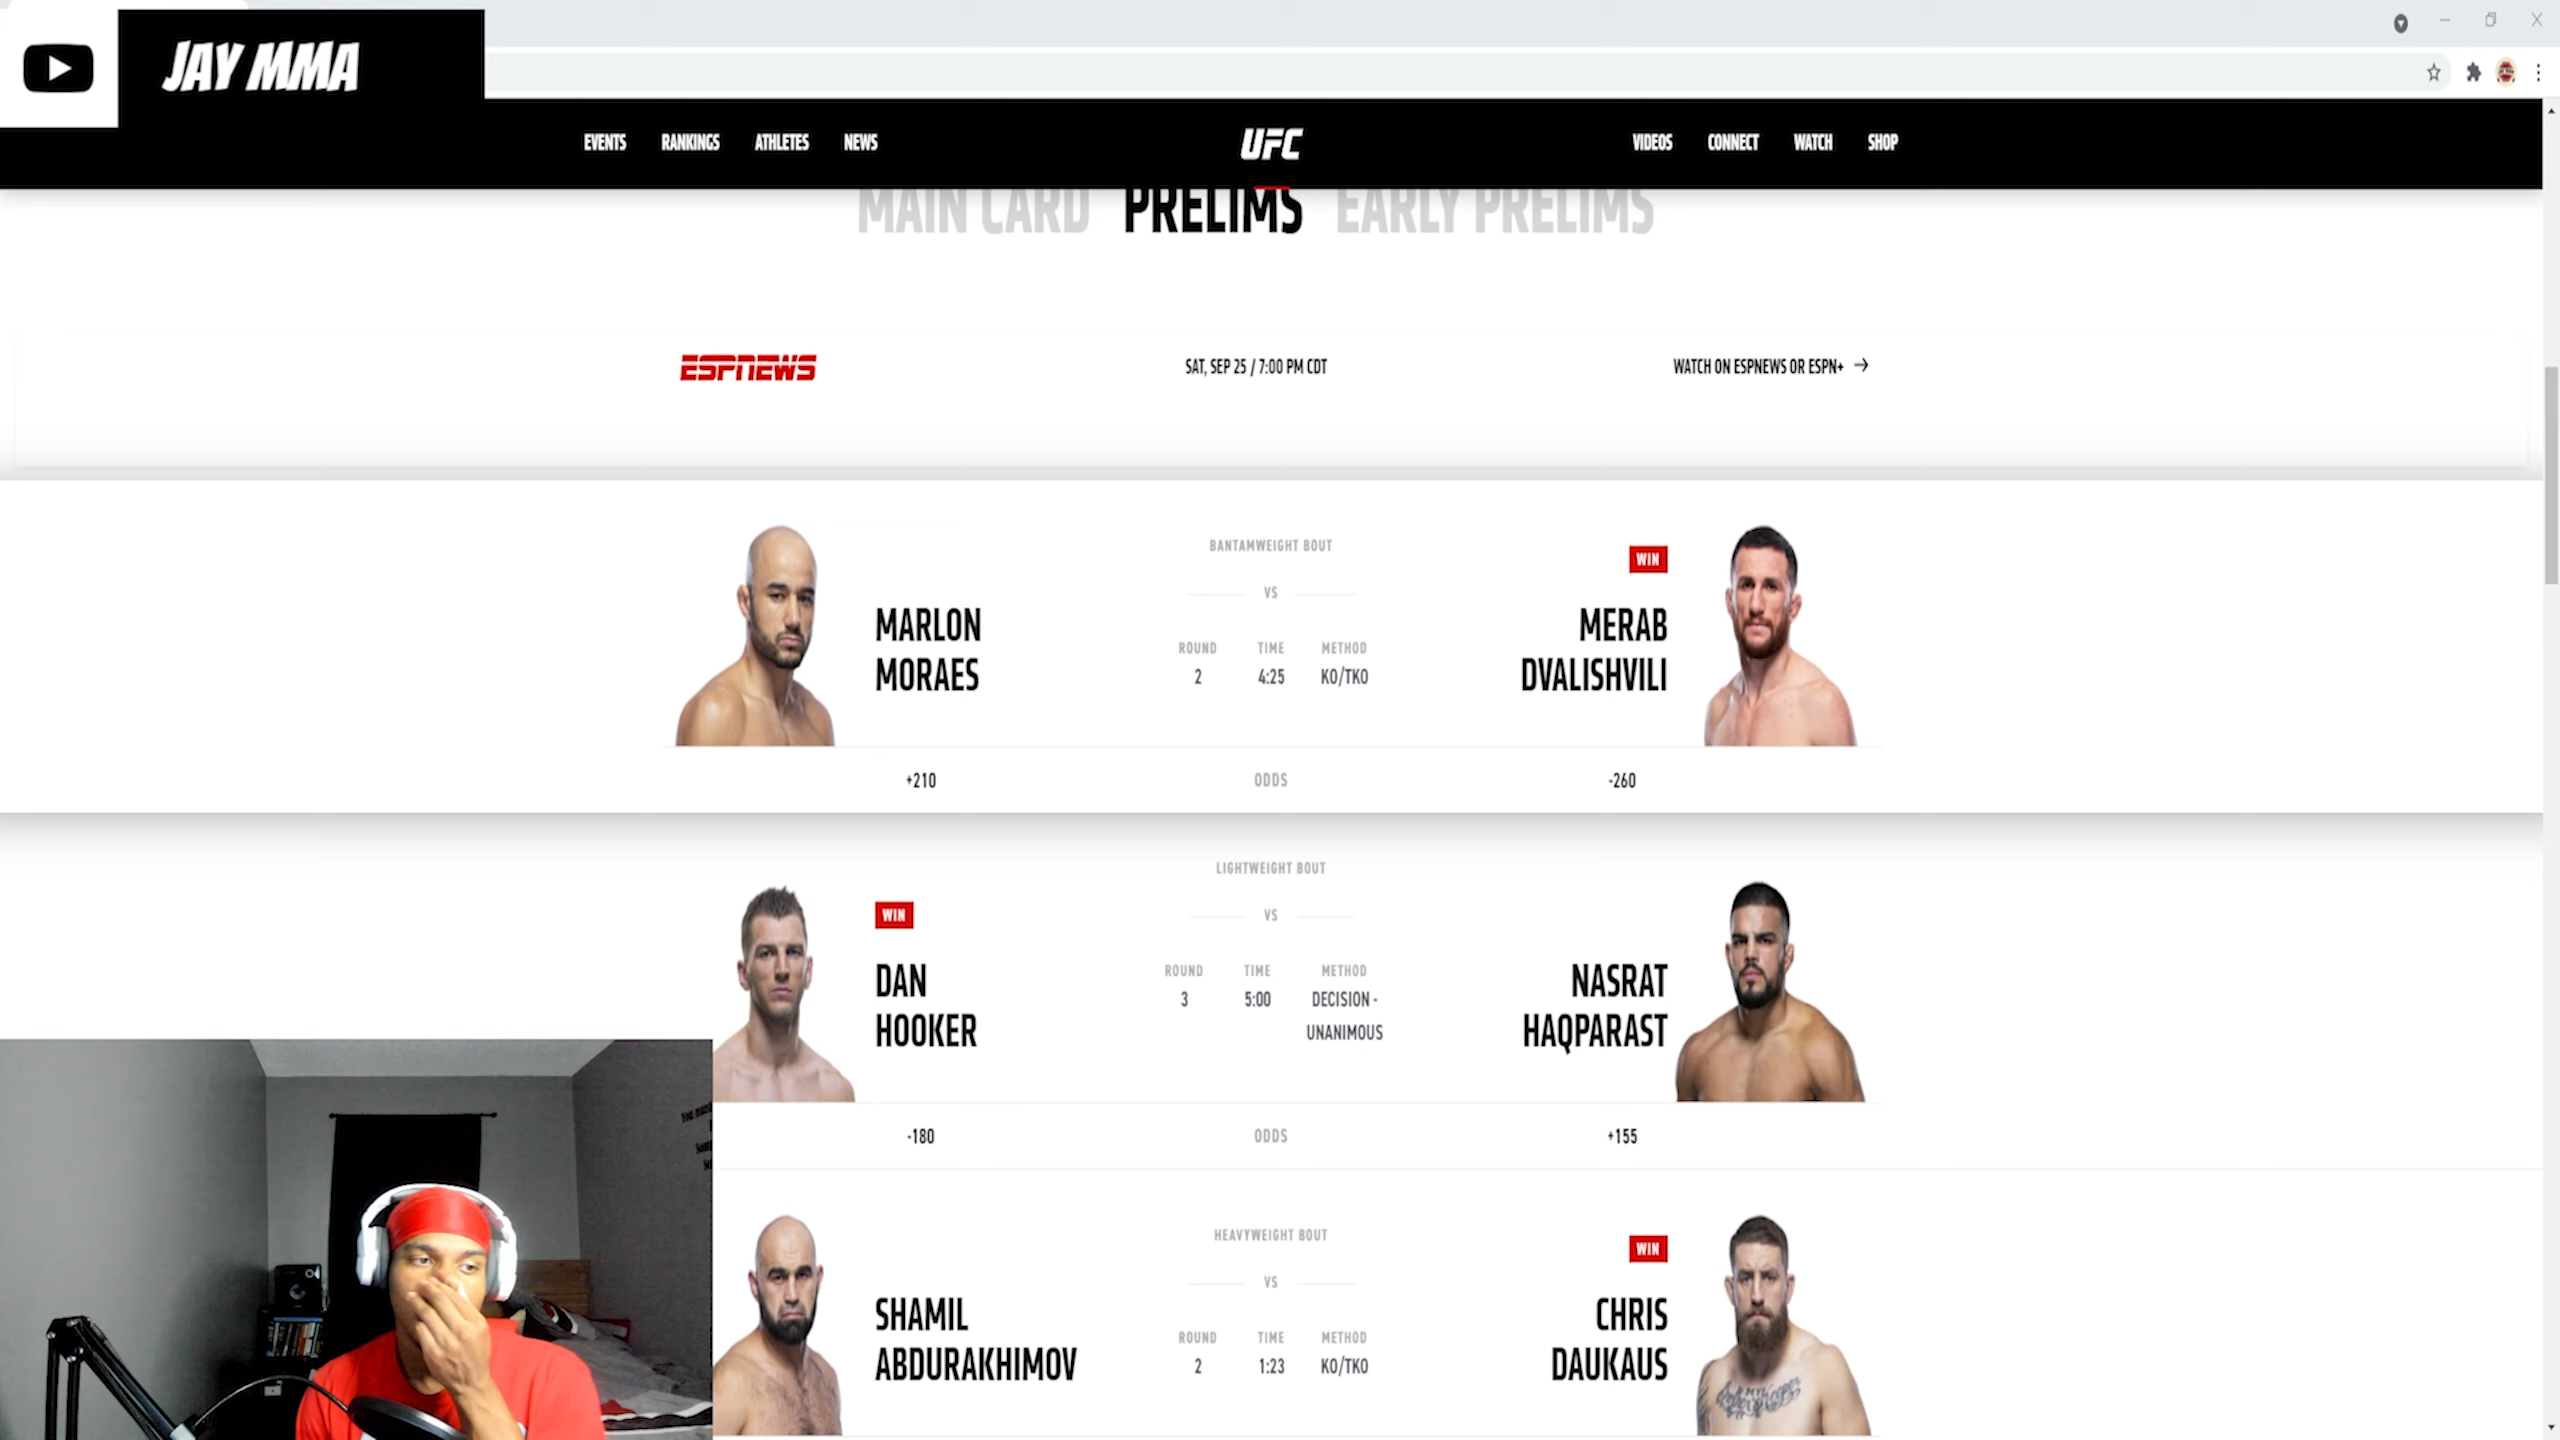 JAY MMA
EVENTS RANKINGS ATHLETES NEWS UFC VIDEOS CONNECT WATCH SHOP
MAIN CARD PRELIMS EARLY PRELIMS
ESPNEWS SAT, SEP 25 / 7:00 PM CDT WATCH ON ESPNEWS OR ESPN+
BANTAMWEIGHT BOUT
WIN
VS
MARLON MERAB
MORAES DVALISHVILI
ROUND TIME METHOD
2 4:25 KO/TKO
+210 ODDS -260
LIGHTWEIGHT BOUT
WIN VS
DAN NASRAT
HOOKER HAQPARAST
ROUND TIME METHOD
3 5:00 DECISION -
UNANIMOUS
-180 ODDS +155
HEAVYWEIGHT BOUT
WIN
VS
SHAMIL CHRIS
ABDURAKHIMOV DAUKAUS
ROUND TIME METHOD
2 1:23 KO/TKO